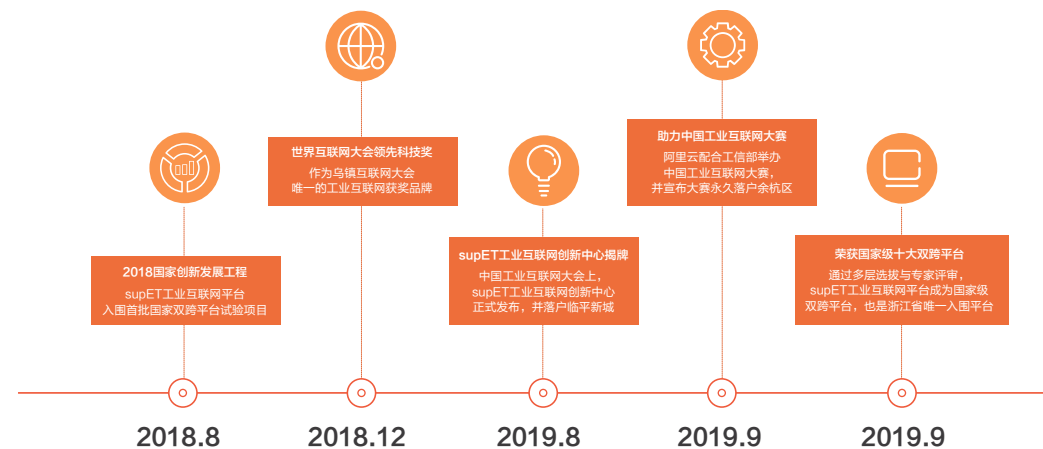 2018国家创新发展工程
supET工业互联网平台
入围首批国家双跨平台试验项目
2018.8
世界互联网大会领先科技奖
作为乌镇互联网大会
唯一的工业互联网获奖品牌
2018.12
supET工业互联网创新中心揭牌
中国工业互联网大会上，
supET工业互联网创新中心
正式发布，并落户临平新城
2019.8
助力中国工业互联网大赛
阿里云配合工信部举办
中国工业互联网大赛，
并宣布大赛永久落户余杭区
2019.9
荣获国家级十大双跨平台
通过多层选拔与专家评审，
supET工业互联网平台成为国家级
双跨平台，也是浙江省唯一入围平台
2019.9